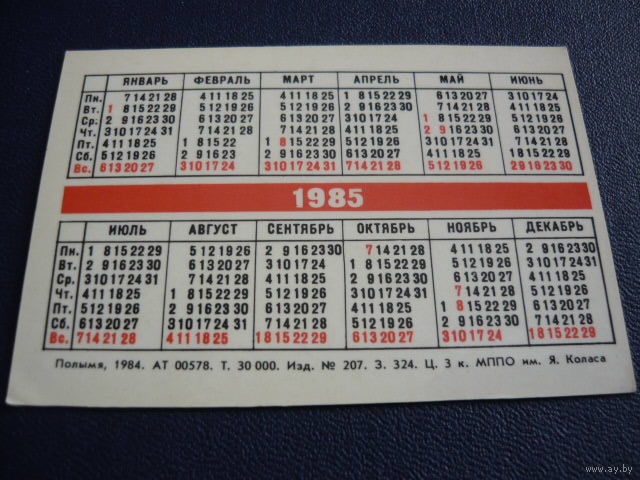 ЯНВАРЬ ФЕВРАЛЬ МАРТ АПРЕЛЬ МАЙ ИЮНЬ
Пн. 7 14 21 28 4 11 18 25 4 11 18 25 1 8 15 22 29 6 13 20 27 3 10 17 24
Вт. 1 8 15 22 29 5 12 19 26 5 12 19 26 2 9 16 23 30 7 14 21 28 4 11 18 25
Ср. 2 9 16 23 30 6 13 20 27 6 13 20 27 3 10 17 24 1 8 15 22 29 5 12 19 26
Чт. 3 10 17 24 31 7 14 21 28 7 14 21 28 4 11 18 25 2 9 16 23 30 6 13 20 27
Пт. 4 11 18 25 1 8 15 22 1 8 15 22 29 5 12 19 26 3 10 17 24 31 7 14 21 28
Сб. 5 12 19 26 2 9 16 23 2 9 16 23 30 6 13 20 27 4 11 18 25 1 8 15 22 29
Вс. 6 13 20 27 3 10 17 24 3 10 17 24 31 7 14 21 28 5 12 19 26 2 9 16 23 30
1985
ИЮЛЬ АВГУСТ СЕНТЯБРЬ ОКТЯБРЬ НОЯБРЬ ДЕКАБРЬ
Пн. 1 8 15 22 29 5 12 19 26 2 9 16 23 30 7 14 21 28 4 11 18 25 2 9 16 23 30
Вт. 2 9 16 23 30 6 13 20 27 3 10 17 24 1 8 15 22 29 5 12 19 26 3 10 17 24 31
Ср. 3 10 17 24 31 7 14 21 28 4 11 18 25 2 9 16 23 30 6 13 20 27 4 11 18 25
Чт. 4 11 18 25 1 8 15 22 29 5 12 19 26 3 10 17 24 31 7 14 21 28 5 12 19 26
Пт. 5 12 19 26 2 9 16 23 30 6 13 20 27 4 11 18 25 1 8 15 22 29 6 13 20 27
Сб. 6 13 20 27 3 10 17 24 31 7 14 21 28 5 12 19 26 2 9 16 23 30 7 14 21 28
Вс. 7 14 21 28 4 11 18 25 1 8 15 22 29 6 13 20 27 3 10 17 24 1 8 15 22 29
Полымя, 1984. АТ 00578. Т. 30 000. Изд. № 207. З. 324. Ц. 3 к. МППО им. Я. Коласа
www.ay.by